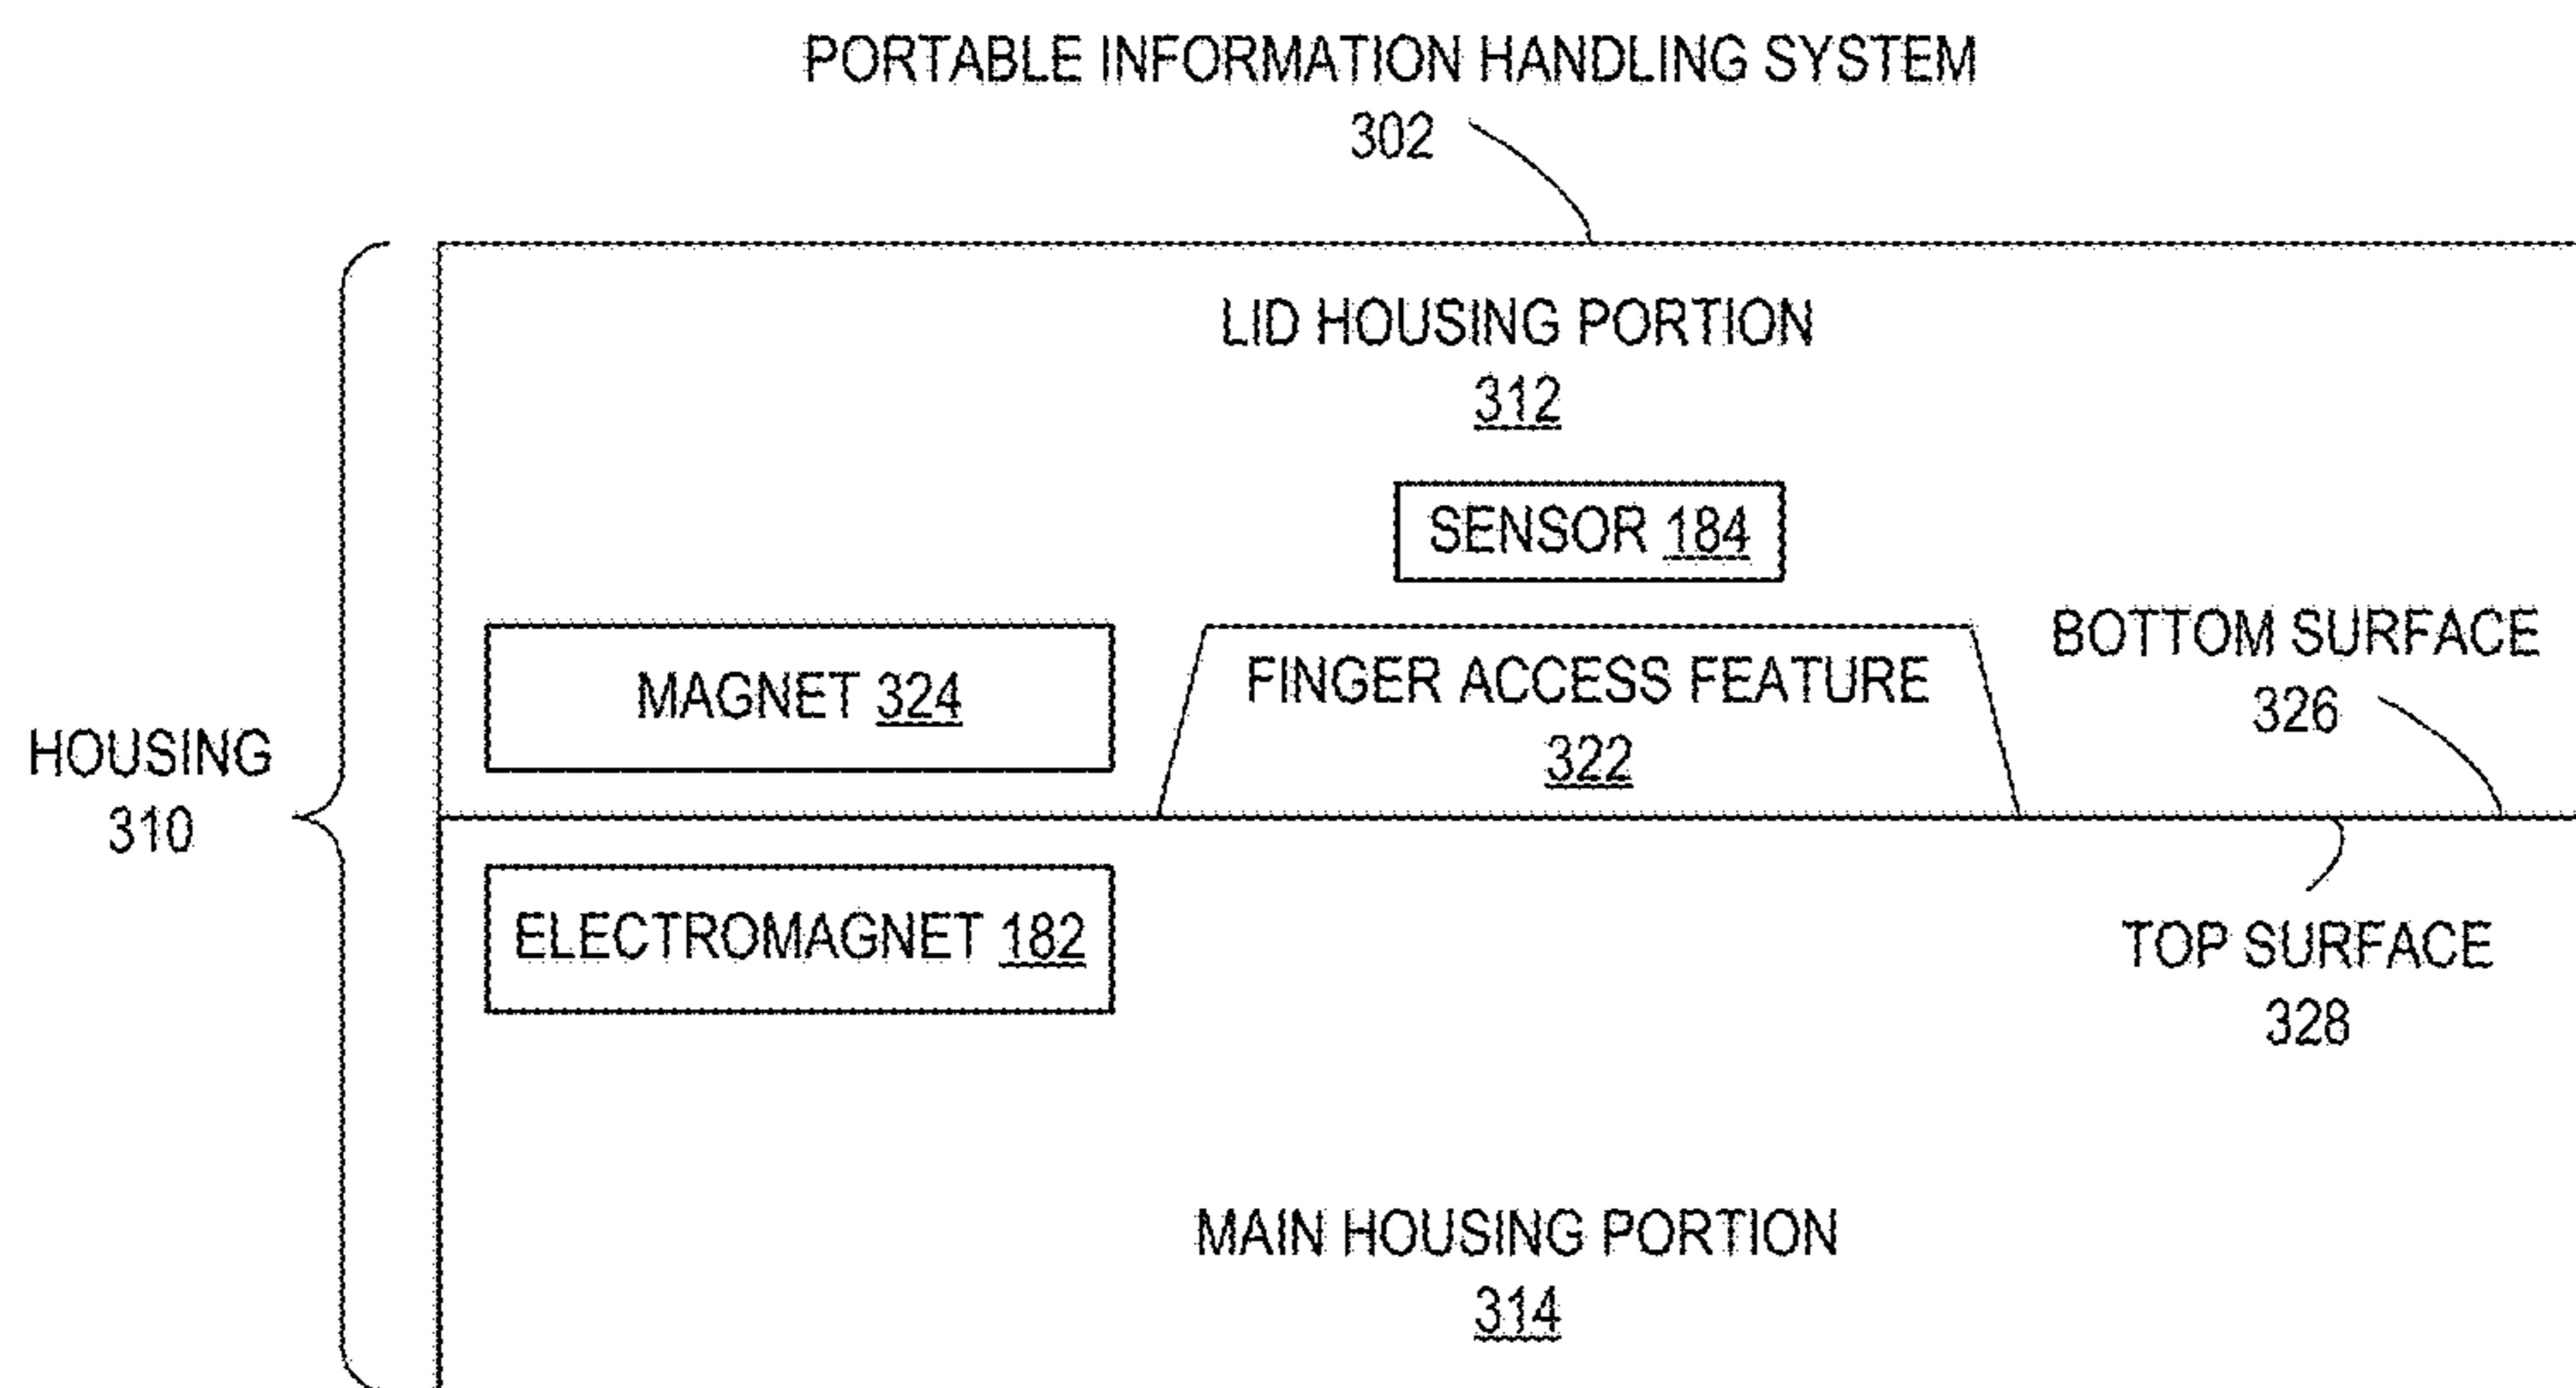 PORTABLE INFORMATION HANDLING SYSTEM
302
LID HOUSING PORTION
312
SENSOR 184
MAGNET 324
FINGER ACCESS FEATURE
322
BOTTOM SURFACE
326
HOUSING
310
ELECTROMAGNET 182
TOP SURFACE
328
MAIN HOUSING PORTION
314